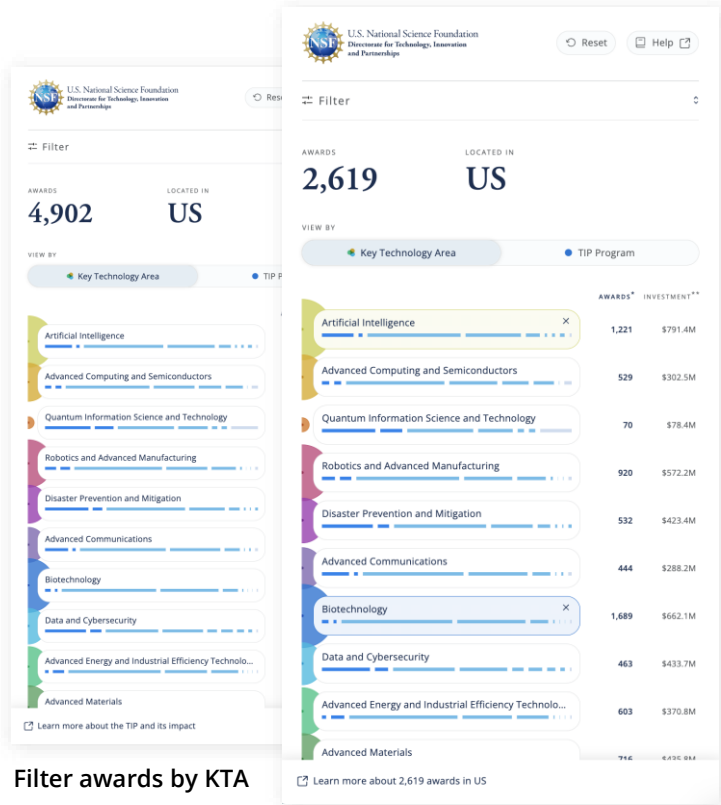 U.S. National Science Foundation
Directorate for Technology, Innovation
and Partnerships
NSF
Filter
AWARDS
4,902
LOCATED IN
US
VIEW BY
Key Technology Area
TIP
Artificial Intelligence
Advanced Computing and Semiconductors
Quantum Information Science and Technology
Robotics and Advanced Manufacturing
Disaster Prevention and Mitigation
Advanced Communications
Biotechnology
Data and Cybersecurity
Advanced Energy and Industrial Efficiency Technolo...
Advanced Materials
Learn more about the TIP and its impact
Filter awards by KTA
NSF
U.S. National Science Foundation
Directorate for Technology, Innovation
and Partnerships
Reset
Help
Filter
AWARDS
2,619
LOCATED IN
US
VIEW BY
Key Technology Area
TIP Program
AWARDS* INVESTMENT**
Artificial Intelligence 1,221 $791.4M
Advanced Computing and Semiconductors 529 $302.5M
Quantum Information Science and Technology 70 $78.4M
Robotics and Advanced Manufacturing 920 $572.2M
Disaster Prevention and Mitigation 532 $423.4M
Advanced Communications 444 $288.2M
Biotechnology 1,689 $662.1M
Data and Cybersecurity 463 $433.7M
Advanced Energy and Industrial Efficiency Technolo... 603 $370.8M
Advanced Materials 716 $435.8M
Learn more about 2,619 awards in US